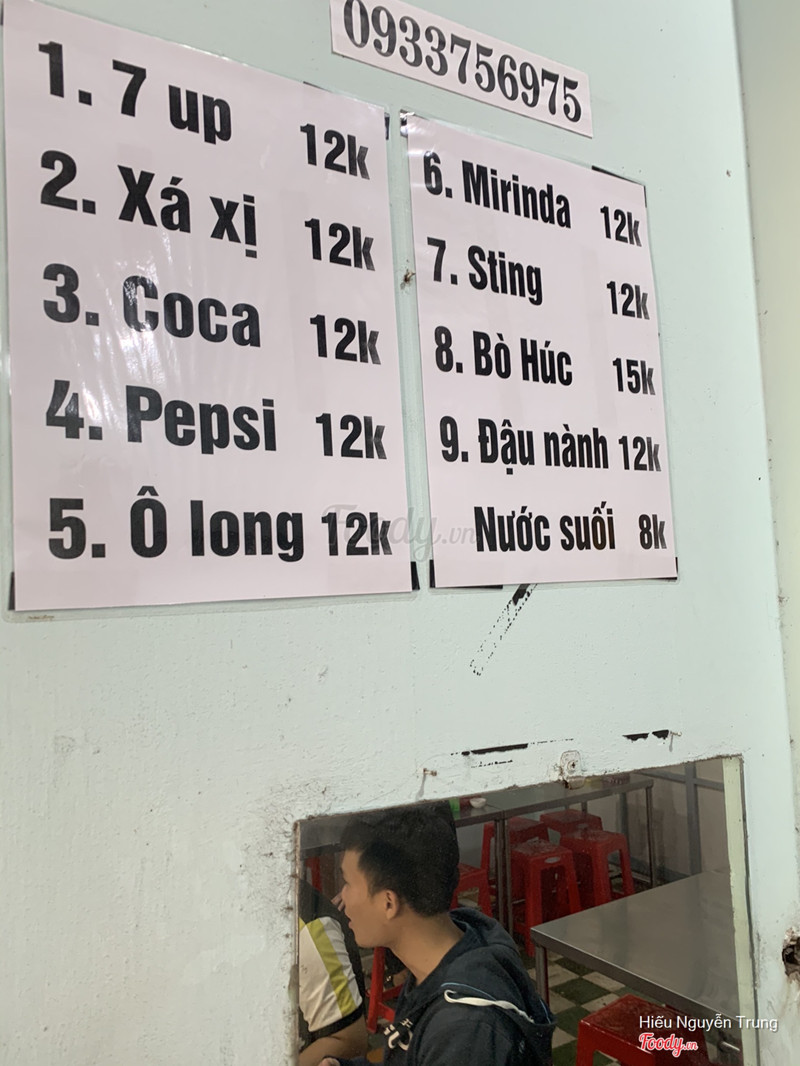 0933756975
1. 7 up 12k
2. Xá xị 12k
3. Coca 12k
4. Pepsi 12k
5. Ô long 12k
6. Mirinda 12k
7. Sting 12k
8. Bò Húc 15k
9. Đậu nành 12k
Nước suối 8k
Foody.vn
Hiếu Nguyễn Trung
Foody.vn